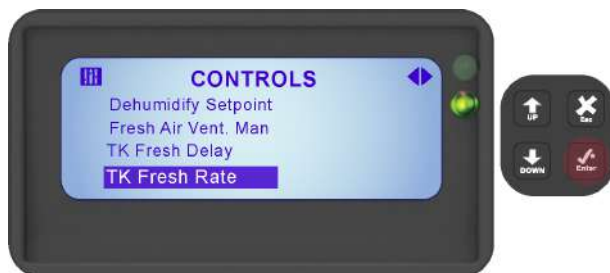 CONTROLS
Dehumidify Setpoint
Fresh Air Vent. Man
TK Fresh Delay
TK Fresh Rate
UP
Esc
DOWN
Enter